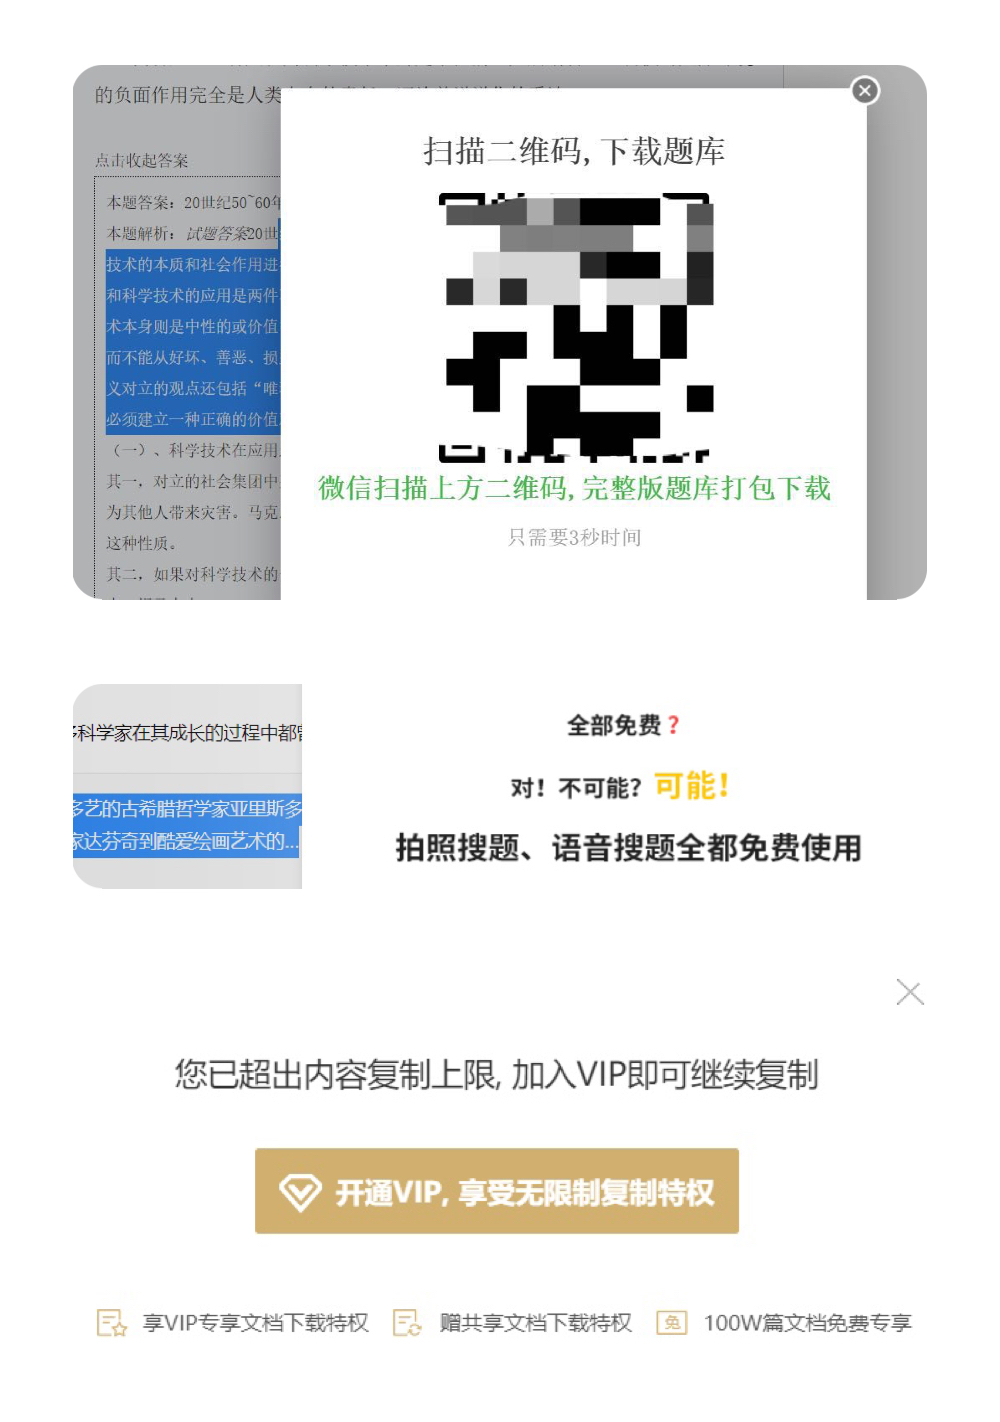 的负面作用完全是人类
点击收起答案
本题答案：20世纪50~60年
本题解析：试题答案20世
技术的本质和社会作用进
和科学技术的应用是两件
术本身则是中性的或价值
而不能从好坏、善恶、损
义对立的观点还包括“唯
必须建立一种正确的价值
（一）、科学技术在应用
其一，对立的社会集团中
为其他人带来灾害。马克
这种性质。
其二，如果对科学技术的
扫描二维码,下载题库
微信扫描上方二维码,完整版题库打包下载
只需要3秒时间
科学家在其成长的过程中都
多艺的古希腊哲学家亚里斯多
家达芬奇到酷爱绘画艺术的...
全部免费？
对！不可能？可能！
拍照搜题、语音搜题全都免费使用
您已超出内容复制上限,加入VIP即可继续复制
开通VIP,享受无限制复制特权
享VIP专享文档下载特权
赠共享文档下载特权
免
100W篇文档免费专享